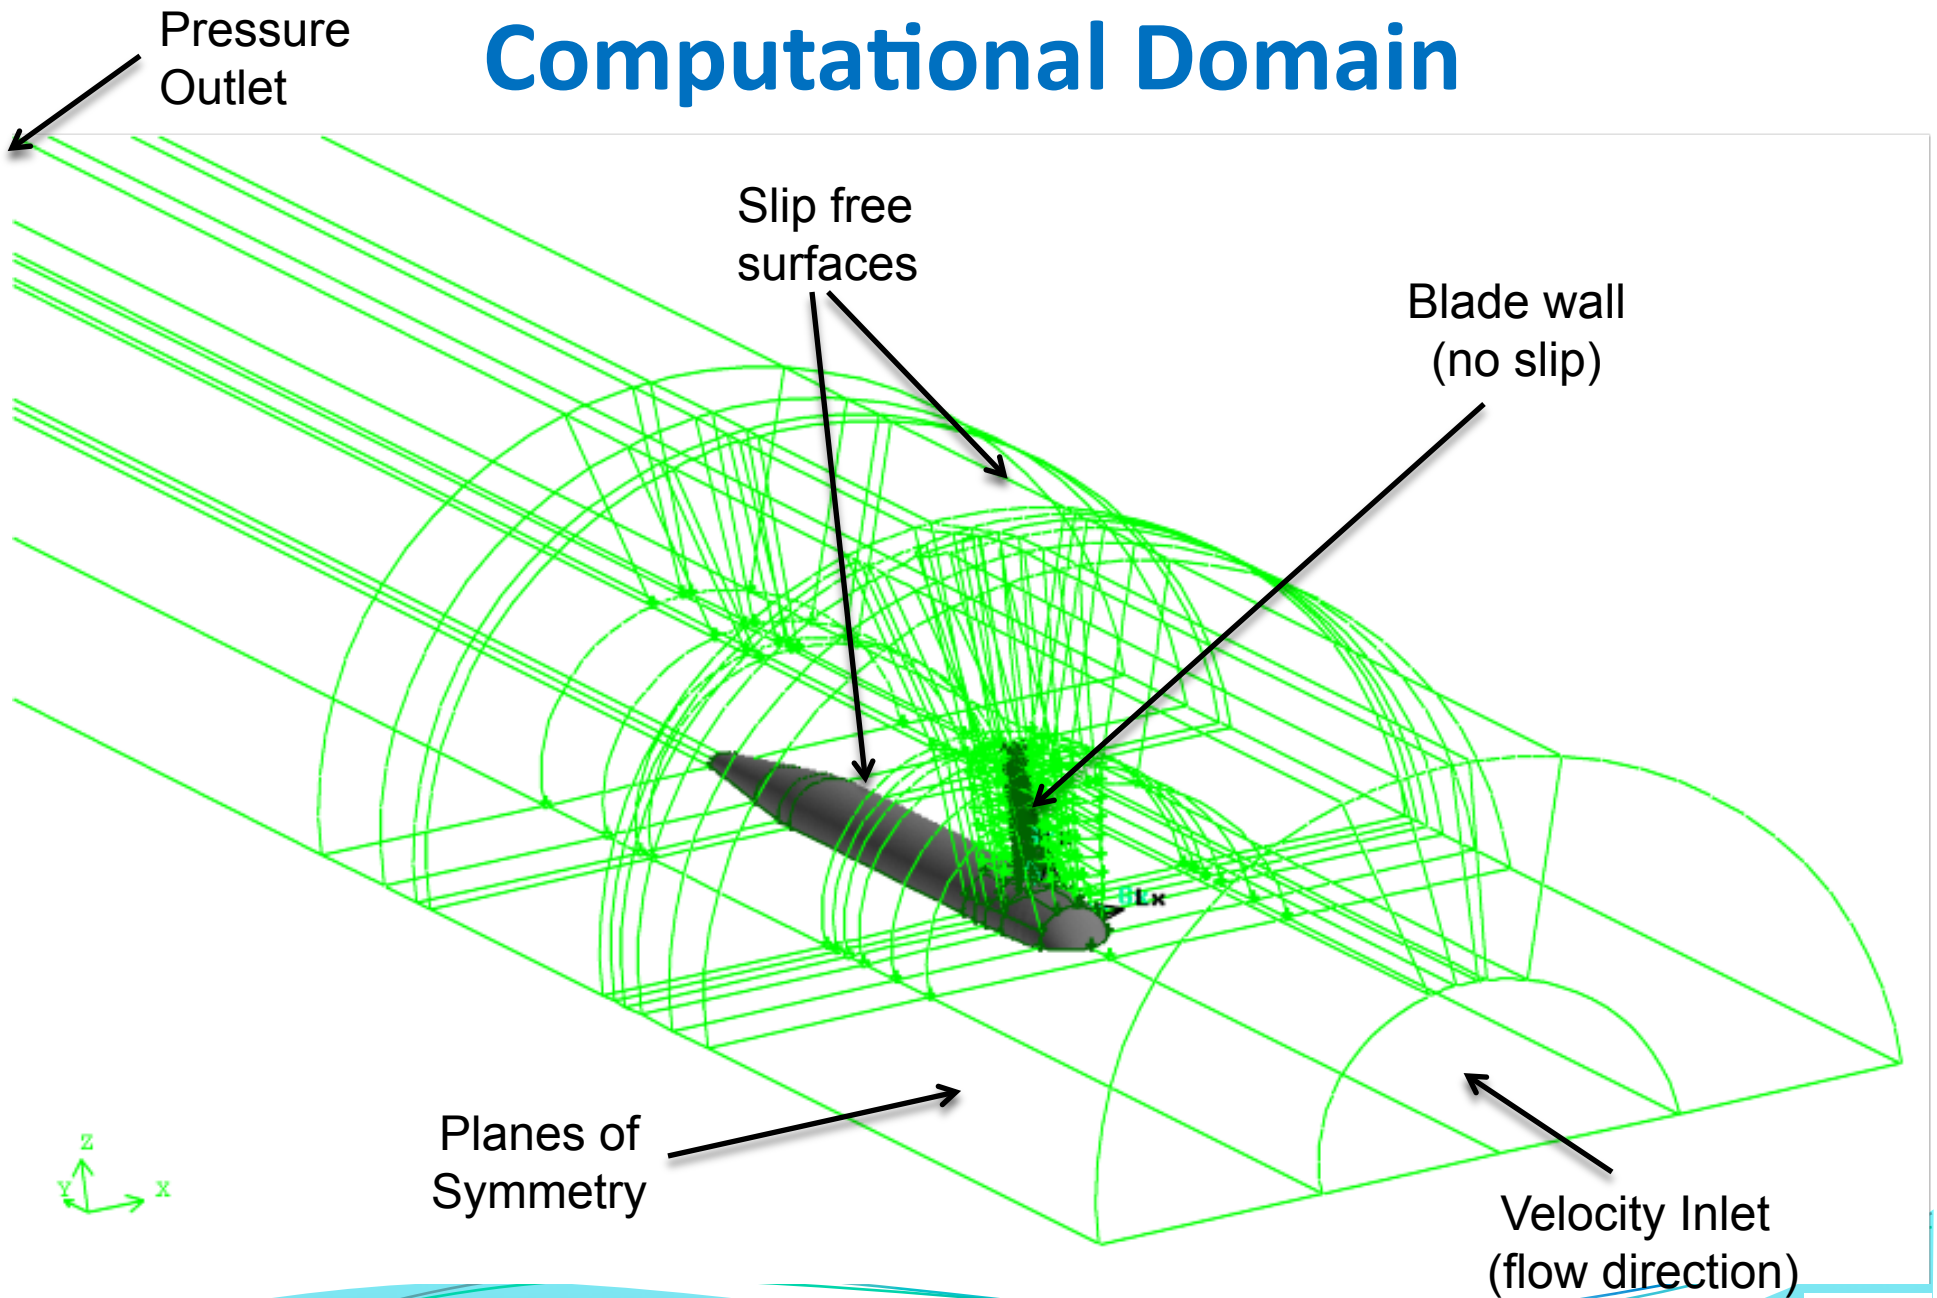 Computational Domain
Pressure
Outlet
Slip free
surfaces
Blade wall
(no slip)
Planes of
Symmetry
Velocity Inlet
(flow direction)
Z
Y
X